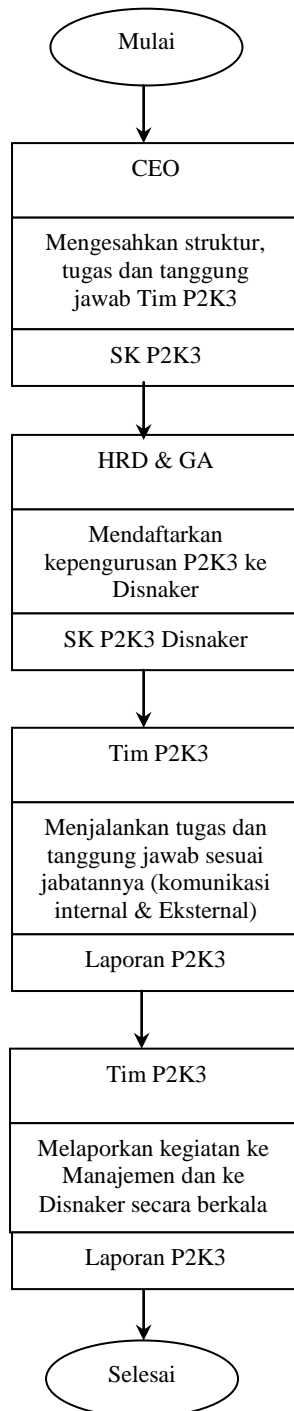 Mulai
CEO
Mengesahkan struktur,
tugas dan tanggung
jawab Tim P2K3
SK P2K3
HRD & GA
Mendaftarkan
kepengurusan P2K3 ke
Disnaker
SK P2K3 Disnaker
Tim P2K3
Menjalankan tugas dan
tanggung jawab sesuai
jabatannya (komunikasi
internal & Eksternal)
Laporan P2K3
Tim P2K3
Melaporkan kegiatan ke
Manajemen dan ke
Disnaker secara berkala
Laporan P2K3
Selesai